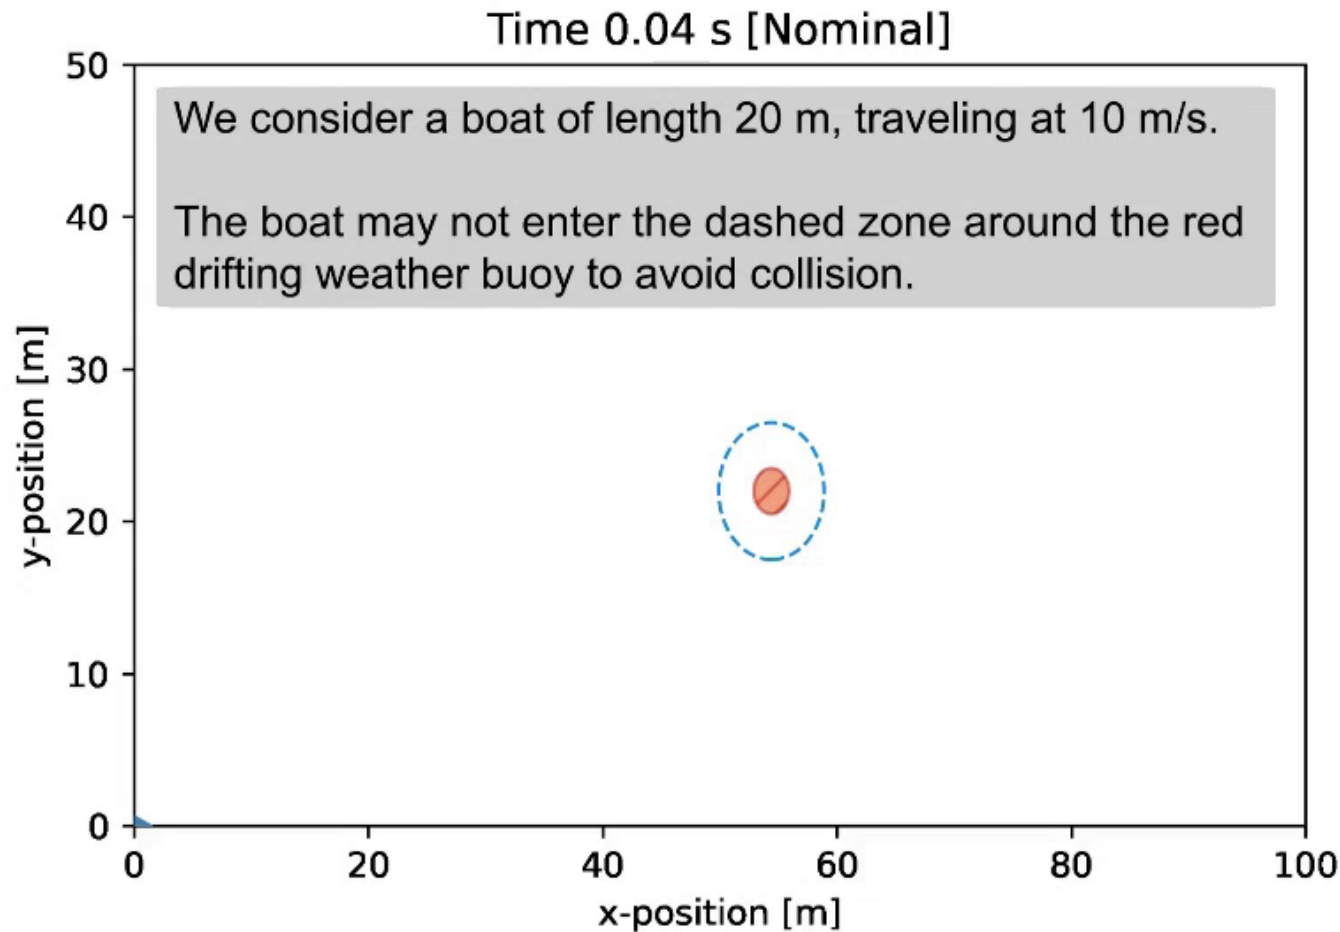 Time 0.04 s [Nominal]
50
We consider a boat of length 20 m, traveling at 10 m/s.
40
The boat may not enter the dashed zone around the red
drifting weather buoy to avoid collision.
30
20
10
0
y-position [m]
0 20 40 60 80 100
x-position [m]